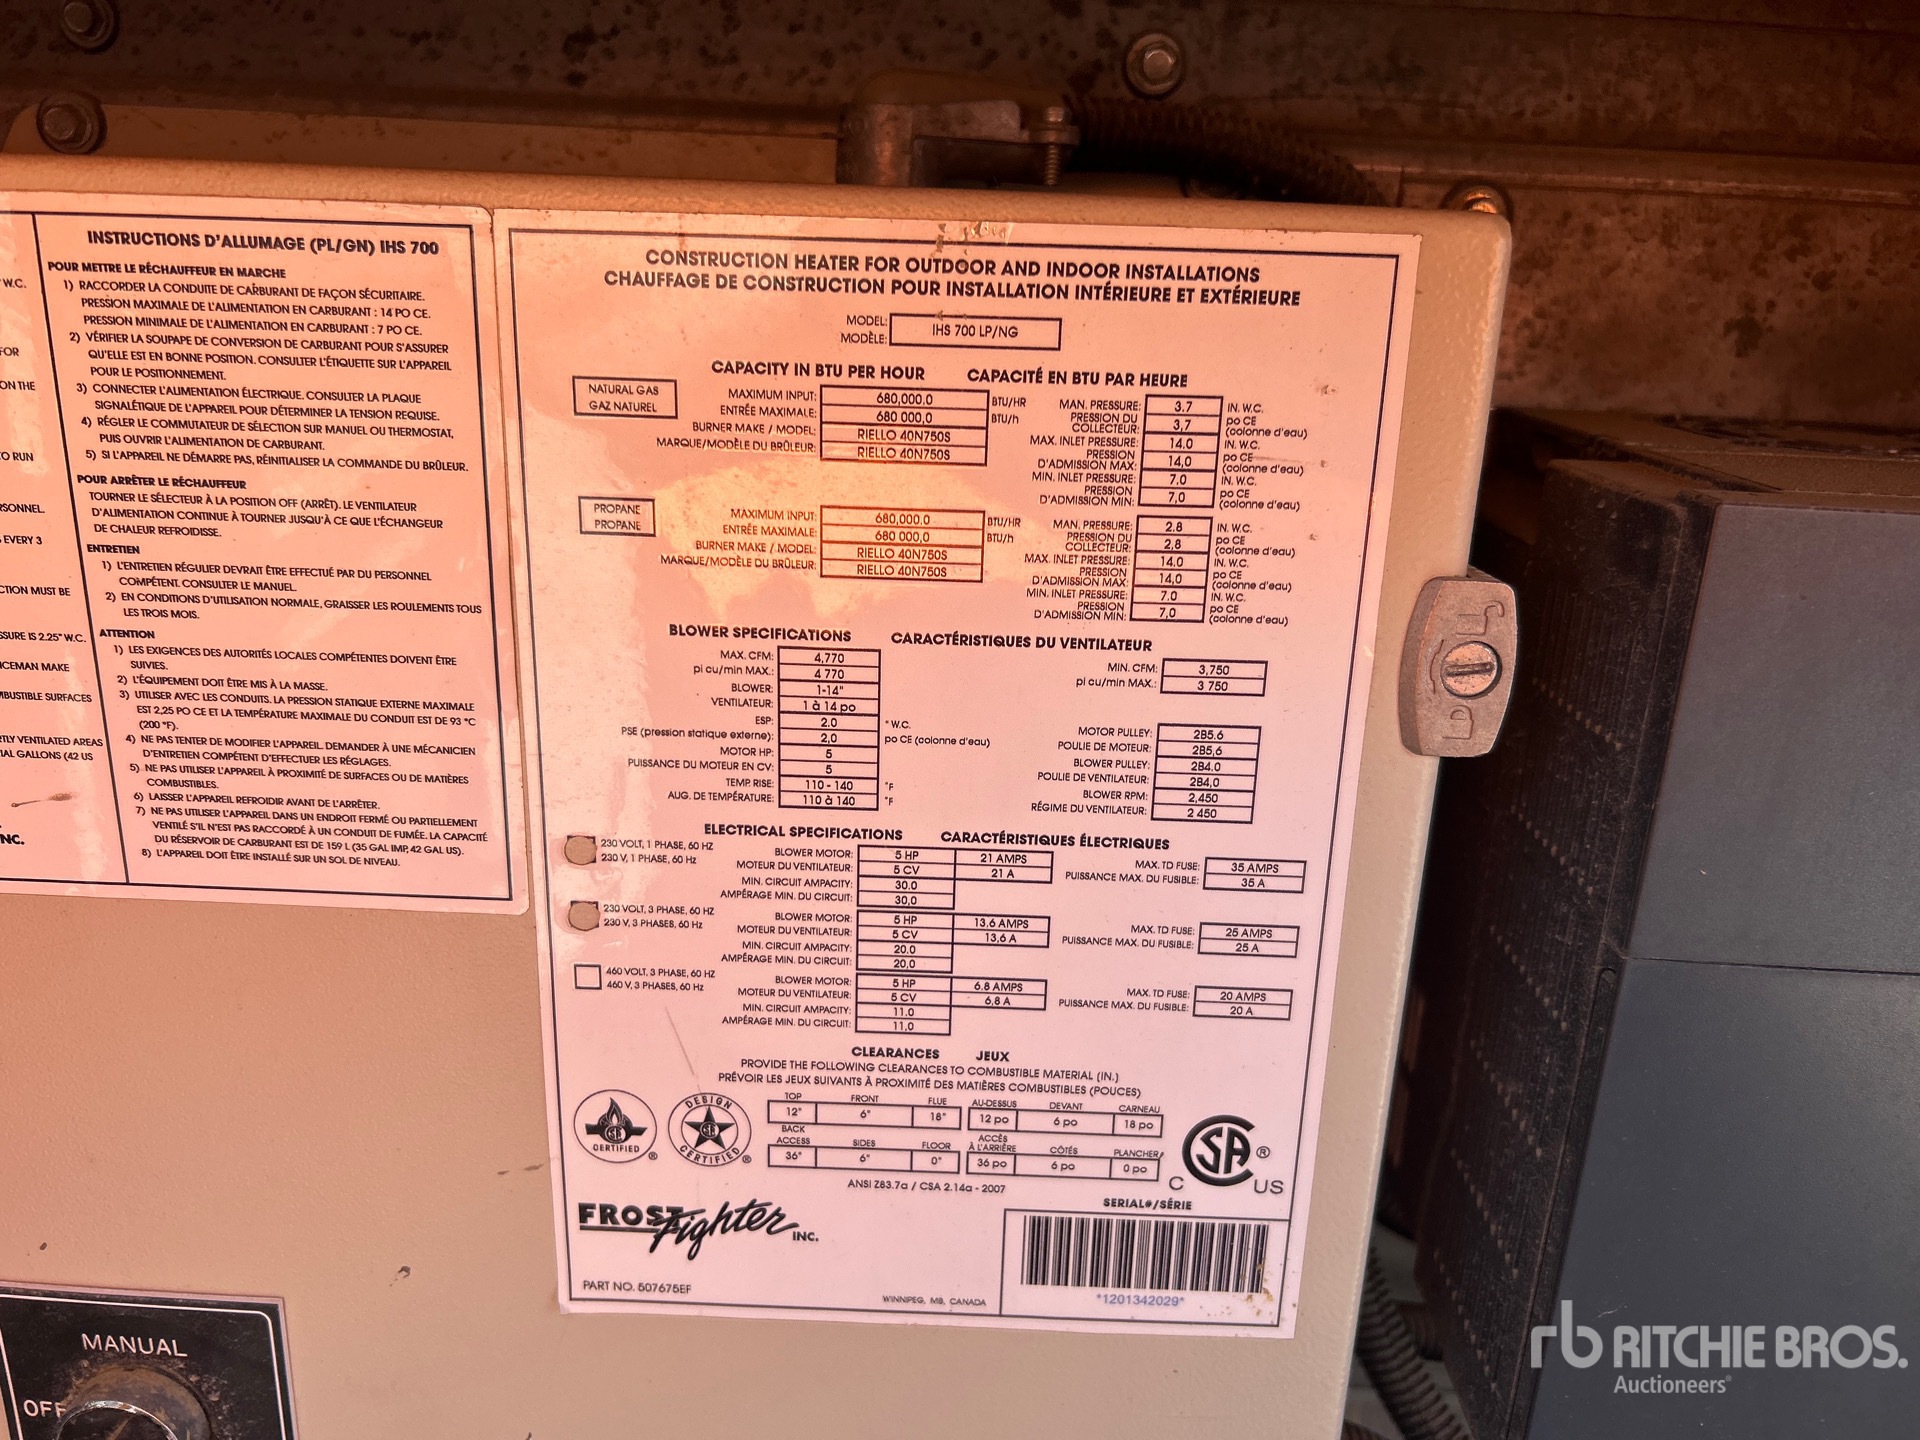 W.C.
FOR
ON THE
TO RUN
RSONNEL.
EVERY 3
CTION MUST BE
SSURE IS 2.25" W.C.
ICEMAN MAKE
MBUSTIBLE SURFACES
RTLY VENTILATED AREAS
IAL GALLONS (42 US
NC.
INSTRUCTIONS D'ALLUMAGE (PL/GN) IHS 700
POUR METTRE LE RÉCHAUFFEUR EN MARCHE
1) RACCORDER LA CONDUITE DE CARBURANT DE FAÇON SÉCURITAIRE.
PRESSION MAXIMALE DE L'ALIMENTATION EN CARBURANT : 14 PO CE.
PRESSION MINIMALE DE L'ALIMENTATION EN CARBURANT : 7 PO CE.
2) VÉRIFIER LA SOUPAPE DE CONVERSION DE CARBURANT POUR S'ASSURER
QU'ELLE EST EN BONNE POSITION. CONSULTER L'ÉTIQUETTE SUR L'APPAREIL
POUR LE POSITIONNEMENT.
3) CONNECTER L'ALIMENTATION ÉLECTRIQUE. CONSULTER LA PLAQUE
SIGNALÉTIQUE DE L'APPAREIL POUR DÉTERMINER LA TENSION REQUISE.
4) RÉGLER LE COMMUTATEUR DE SÉLECTION SUR MANUEL OU THERMOSTAT,
PUIS OUVRIR L'ALIMENTATION DE CARBURANT.
5) SI L'APPAREIL NE DÉMARRE PAS, RÉINITIALISER LA COMMANDE DU BRÛLEUR.
POUR ARRÊTER LE RÉCHAUFFEUR
TOURNER LE SÉLECTEUR À LA POSITION OFF (ARRÊT). LE VENTILATEUR
D'ALIMENTATION CONTINUE À TOURNER JUSQU'À CE QUE L'ÉCHANGEUR
DE CHALEUR REFROIDISSE.
ENTRETIEN
1) L'ENTRETIEN RÉGULIER DEVRAIT ÊTRE EFFECTUÉ PAR DU PERSONNEL
COMPÉTENT. CONSULTER LE MANUEL.
2) EN CONDITIONS D'UTILISATION NORMALE, GRAISSER LES ROULEMENTS TOUS
LES TROIS MOIS.
ATTENTION
1) LES EXIGENCES DES AUTORITÉS LOCALES COMPÉTENTES DOIVENT ÊTRE
SUIVIES.
2) L'ÉQUIPEMENT DOIT ÊTRE MIS À LA MASSE.
3) UTILISER AVEC LES CONDUITS. LA PRESSION STATIQUE EXTERNE MAXIMALE
EST 2,25 PO CE ET LA TEMPÉRATURE MAXIMALE DU CONDUIT EST DE 93 °C
(200 °F).
4) NE PAS TENTER DE MODIFIER L'APPAREIL. DEMANDER À UNE MÉCANICIEN
D'ENTRETIEN COMPÉTENT D'EFFECTUER LES RÉGLAGES.
5) NE PAS UTILISER L'APPAREIL À PROXIMITÉ DE SURFACES OU DE MATIÈRES
COMBUSTIBLES.
6) LAISSER L'APPAREIL REFROIDIR AVANT DE L'ARRÊTER.
7) NE PAS UTILISER L'APPAREIL DANS UN ENDROIT FERMÉ OU PARTIELLEMENT
VENTILÉ S'IL N'EST PAS RACCORDÉ À UN CONDUIT DE FUMÉE. LA CAPACITÉ
DU RÉSERVOIR DE CARBURANT EST DE 159 L (35 GAL IMP, 42 GAL US).
8) L'APPAREIL DOIT ÊTRE INSTALLÉ SUR UN SOL DE NIVEAU.
CONSTRUCTION HEATER FOR OUTDOOR AND INDOOR INSTALLATIONS
CHAUFFAGE DE CONSTRUCTION POUR INSTALLATION INTÉRIEURE ET EXTÉRIEURE
MODEL: IHS 700 LP/NG
MODÈLE:
CAPACITY IN BTU PER HOUR CAPACITÉ EN BTU PAR HEURE
NATURAL GAS
GAZ NATUREL
MAXIMUM INPUT: 680,000.0 BTU/HR
ENTRÉE MAXIMALE: 680 000,0 BTU/h
BURNER MAKE / MODEL: RIELLO 40N750S
MARQUE/MODÈLE DU BRÛLEUR: RIELLO 40N750S
MAN. PRESSURE: 3.7 IN. W.C.
PRESSION DU COLLECTEUR: 3,7 po CE (colonne d'eau)
MAX. INLET PRESSURE: 14.0 IN. W.C.
PRESSION D'ADMISSION MAX: 14,0 po CE (colonne d'eau)
MIN. INLET PRESSURE: 7.0 IN. W.C.
PRESSION D'ADMISSION MIN: 7,0 po CE (colonne d'eau)
PROPANE
PROPANE
MAXIMUM INPUT: 680,000.0 BTU/HR
ENTRÉE MAXIMALE: 680 000,0 BTU/h
BURNER MAKE / MODEL: RIELLO 40N750S
MARQUE/MODÈLE DU BRÛLEUR: RIELLO 40N750S
MAN. PRESSURE: 2.8 IN. W.C.
PRESSION DU COLLECTEUR: 2,8 po CE (colonne d'eau)
MAX. INLET PRESSURE: 14.0 IN. W.C.
PRESSION D'ADMISSION MAX: 14,0 po CE (colonne d'eau)
MIN. INLET PRESSURE: 7.0 IN. W.C.
PRESSION D'ADMISSION MIN: 7,0 po CE (colonne d'eau)
BLOWER SPECIFICATIONS CARACTÉRISTIQUES DU VENTILATEUR
MAX. CFM: 4,770
pi cu/min MAX.: 4 770
BLOWER: 1-14"
VENTILATEUR: 1 à 14 po
ESP: 2.0 " W.C.
PSE (pression statique externe): 2,0 po CE (colonne d'eau)
MOTOR HP: 5
PUISSANCE DU MOTEUR EN CV: 5
TEMP. RISE: 110 - 140 °F
AUG. DE TEMPÉRATURE: 110 à 140 °F
MIN. CFM: 3,750
pi cu/min MAX.: 3 750
MOTOR PULLEY: 2B5.6
POULIE DE MOTEUR: 2B5,6
BLOWER PULLEY: 2B4.0
POULIE DE VENTILATEUR: 2B4,0
BLOWER RPM: 2,450
RÉGIME DU VENTILATEUR: 2 450
ELECTRICAL SPECIFICATIONS CARACTÉRISTIQUES ÉLECTRIQUES
230 VOLT, 1 PHASE, 60 HZ
230 V, 1 PHASE, 60 Hz
BLOWER MOTOR: 5 HP 21 AMPS
MOTEUR DU VENTILATEUR: 5 CV 21 A
MIN. CIRCUIT AMPACITY: 30.0
AMPÉRAGE MIN. DU CIRCUIT: 30,0
MAX. TD FUSE: 35 AMPS
PUISSANCE MAX. DU FUSIBLE: 35 A
230 VOLT, 3 PHASE, 60 HZ
230 V, 3 PHASES, 60 Hz
BLOWER MOTOR: 5 HP 13.6 AMPS
MOTEUR DU VENTILATEUR: 5 CV 13,6 A
MIN. CIRCUIT AMPACITY: 20.0
AMPÉRAGE MIN. DU CIRCUIT: 20,0
MAX. TD FUSE: 25 AMPS
PUISSANCE MAX. DU FUSIBLE: 25 A
460 VOLT, 3 PHASE, 60 HZ
460 V, 3 PHASES, 60 Hz
BLOWER MOTOR: 5 HP 6.8 AMPS
MOTEUR DU VENTILATEUR: 5 CV 6,8 A
MIN. CIRCUIT AMPACITY: 11.0
AMPÉRAGE MIN. DU CIRCUIT: 11,0
MAX. TD FUSE: 20 AMPS
PUISSANCE MAX. DU FUSIBLE: 20 A
CLEARANCES JEUX
PROVIDE THE FOLLOWING CLEARANCES TO COMBUSTIBLE MATERIAL (IN.)
PRÉVOIR LES JEUX SUIVANTS À PROXIMITÉ DES MATIÈRES COMBUSTIBLES (POUCES)
TOP FRONT FLUE AU-DESSUS DEVANT CARNEAU
12" 6" 18" 12 po 6 po 18 po
BACK ACCESS SIDES FLOOR ACCÈS À L'ARRIÈRE CÔTÉS PLANCHER
36" 6" 0" 36 po 6 po 0 po
CERTIFIED ®
DESIGN CERTIFIED ®
C SA ® US
ANSI Z83.7a / CSA 2.14a - 2007
FROST Fighter INC.
SERIAL#/SÉRIE
*1201342029*
PART NO. 507675EF
WINNIPEG, MB, CANADA
MANUAL
OFF
rb RITCHIE BROS.
Auctioneers®